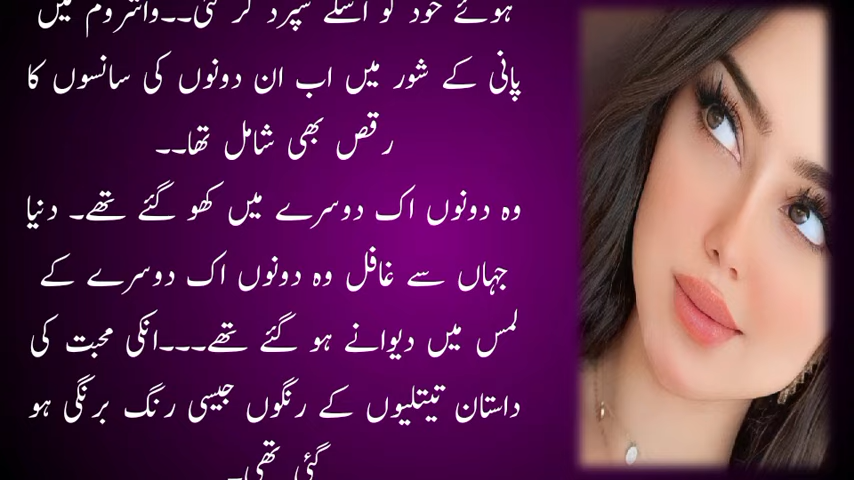 ہوئے خود کو اسکے سپرد کر گئی۔۔واشروم میں
پانی کے شور میں اب ان دونوں کی سانسوں کا
رقص بھی شامل تھا۔۔
وہ دونوں اک دوسرے میں کھو گئے تھے۔ دنیا
جہاں سے غافل وہ دونوں اک دوسرے کے
لمس میں دیوانے ہو گئے تھے۔۔۔انکی محبت کی
داستان تیتلیوں کے رنگوں جیسی رنگ برنگی ہو
گئی تھی۔